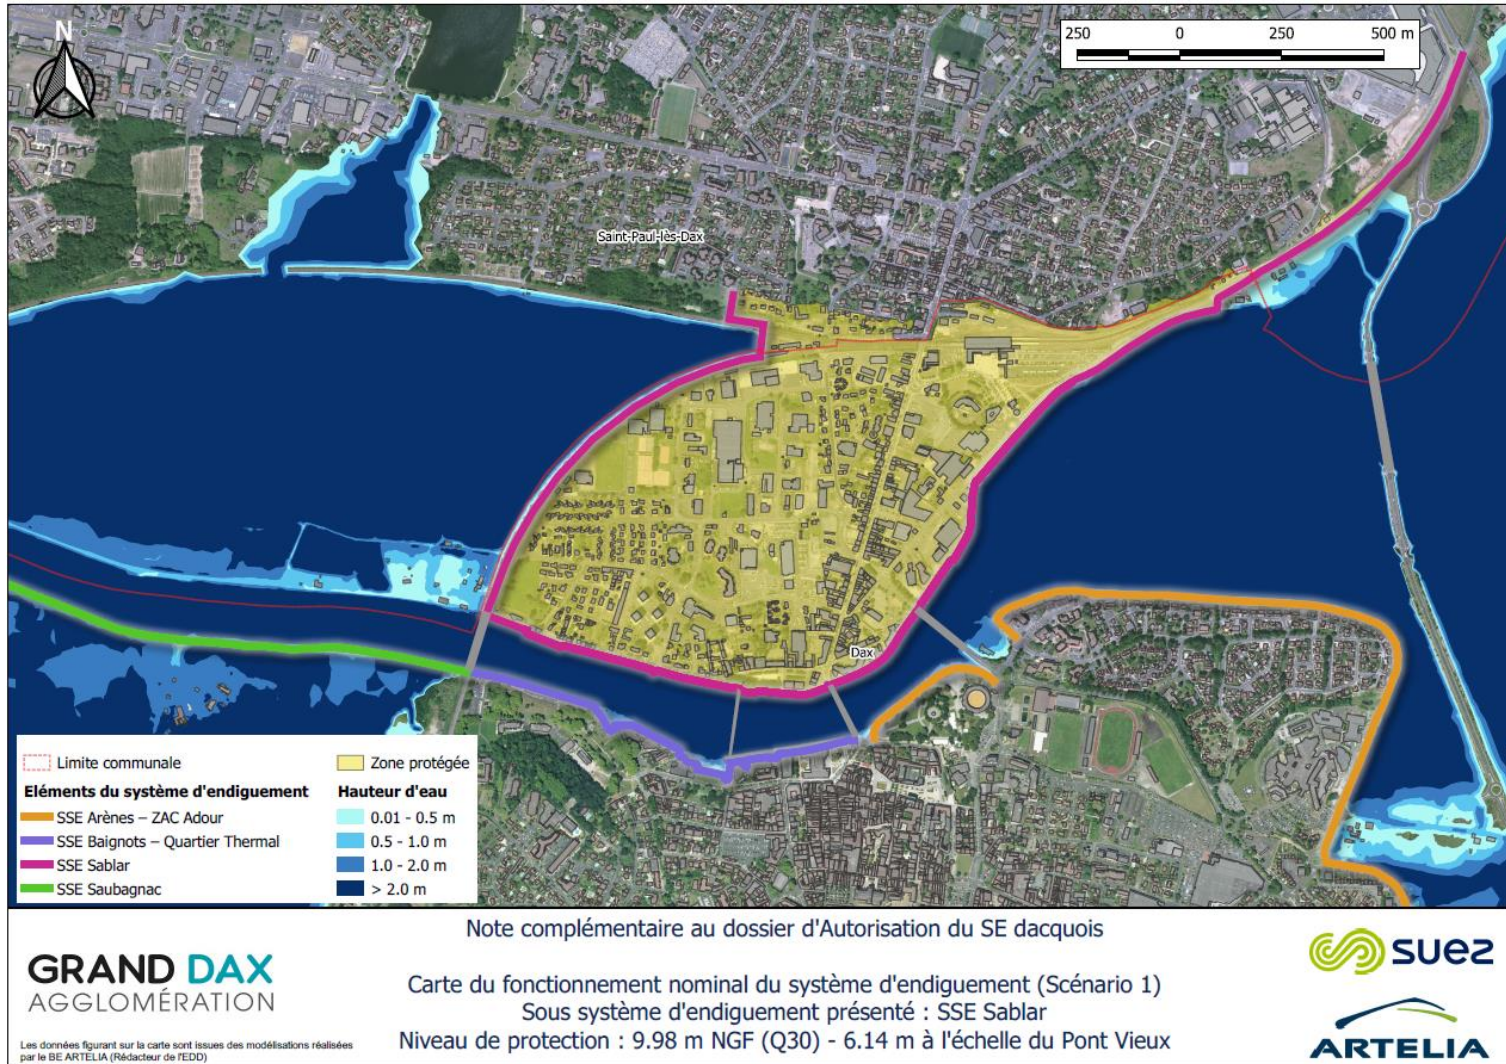 N
250 0 250 500 m
Saint-Paul-lès-Dax
Dax
Limite communale
Eléments du système d'endiguement
SSE Arènes – ZAC Adour
SSE Baignots – Quartier Thermal
SSE Sablar
SSE Saubagnac
Zone protégée
Hauteur d'eau
0.01 - 0.5 m
0.5 - 1.0 m
1.0 - 2.0 m
> 2.0 m
GRAND DAX
AGGLOMÉRATION
Les données figurant sur la carte sont issues des modélisations réalisées
par le BE ARTELIA (Rédacteur de l'EDD)
Note complémentaire au dossier d'Autorisation du SE dacquois
Carte du fonctionnement nominal du système d'endiguement (Scénario 1)
Sous système d'endiguement présenté : SSE Sablar
Niveau de protection : 9.98 m NGF (Q30) - 6.14 m à l'échelle du Pont Vieux
suez
ARTELIA